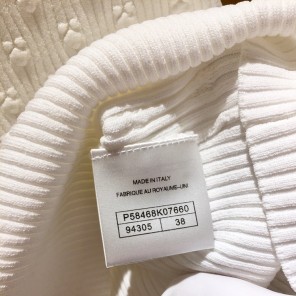 MADE IN ITALY
FABRIQUE AU ROYAUME-UNI
P58468K07660
94305 38